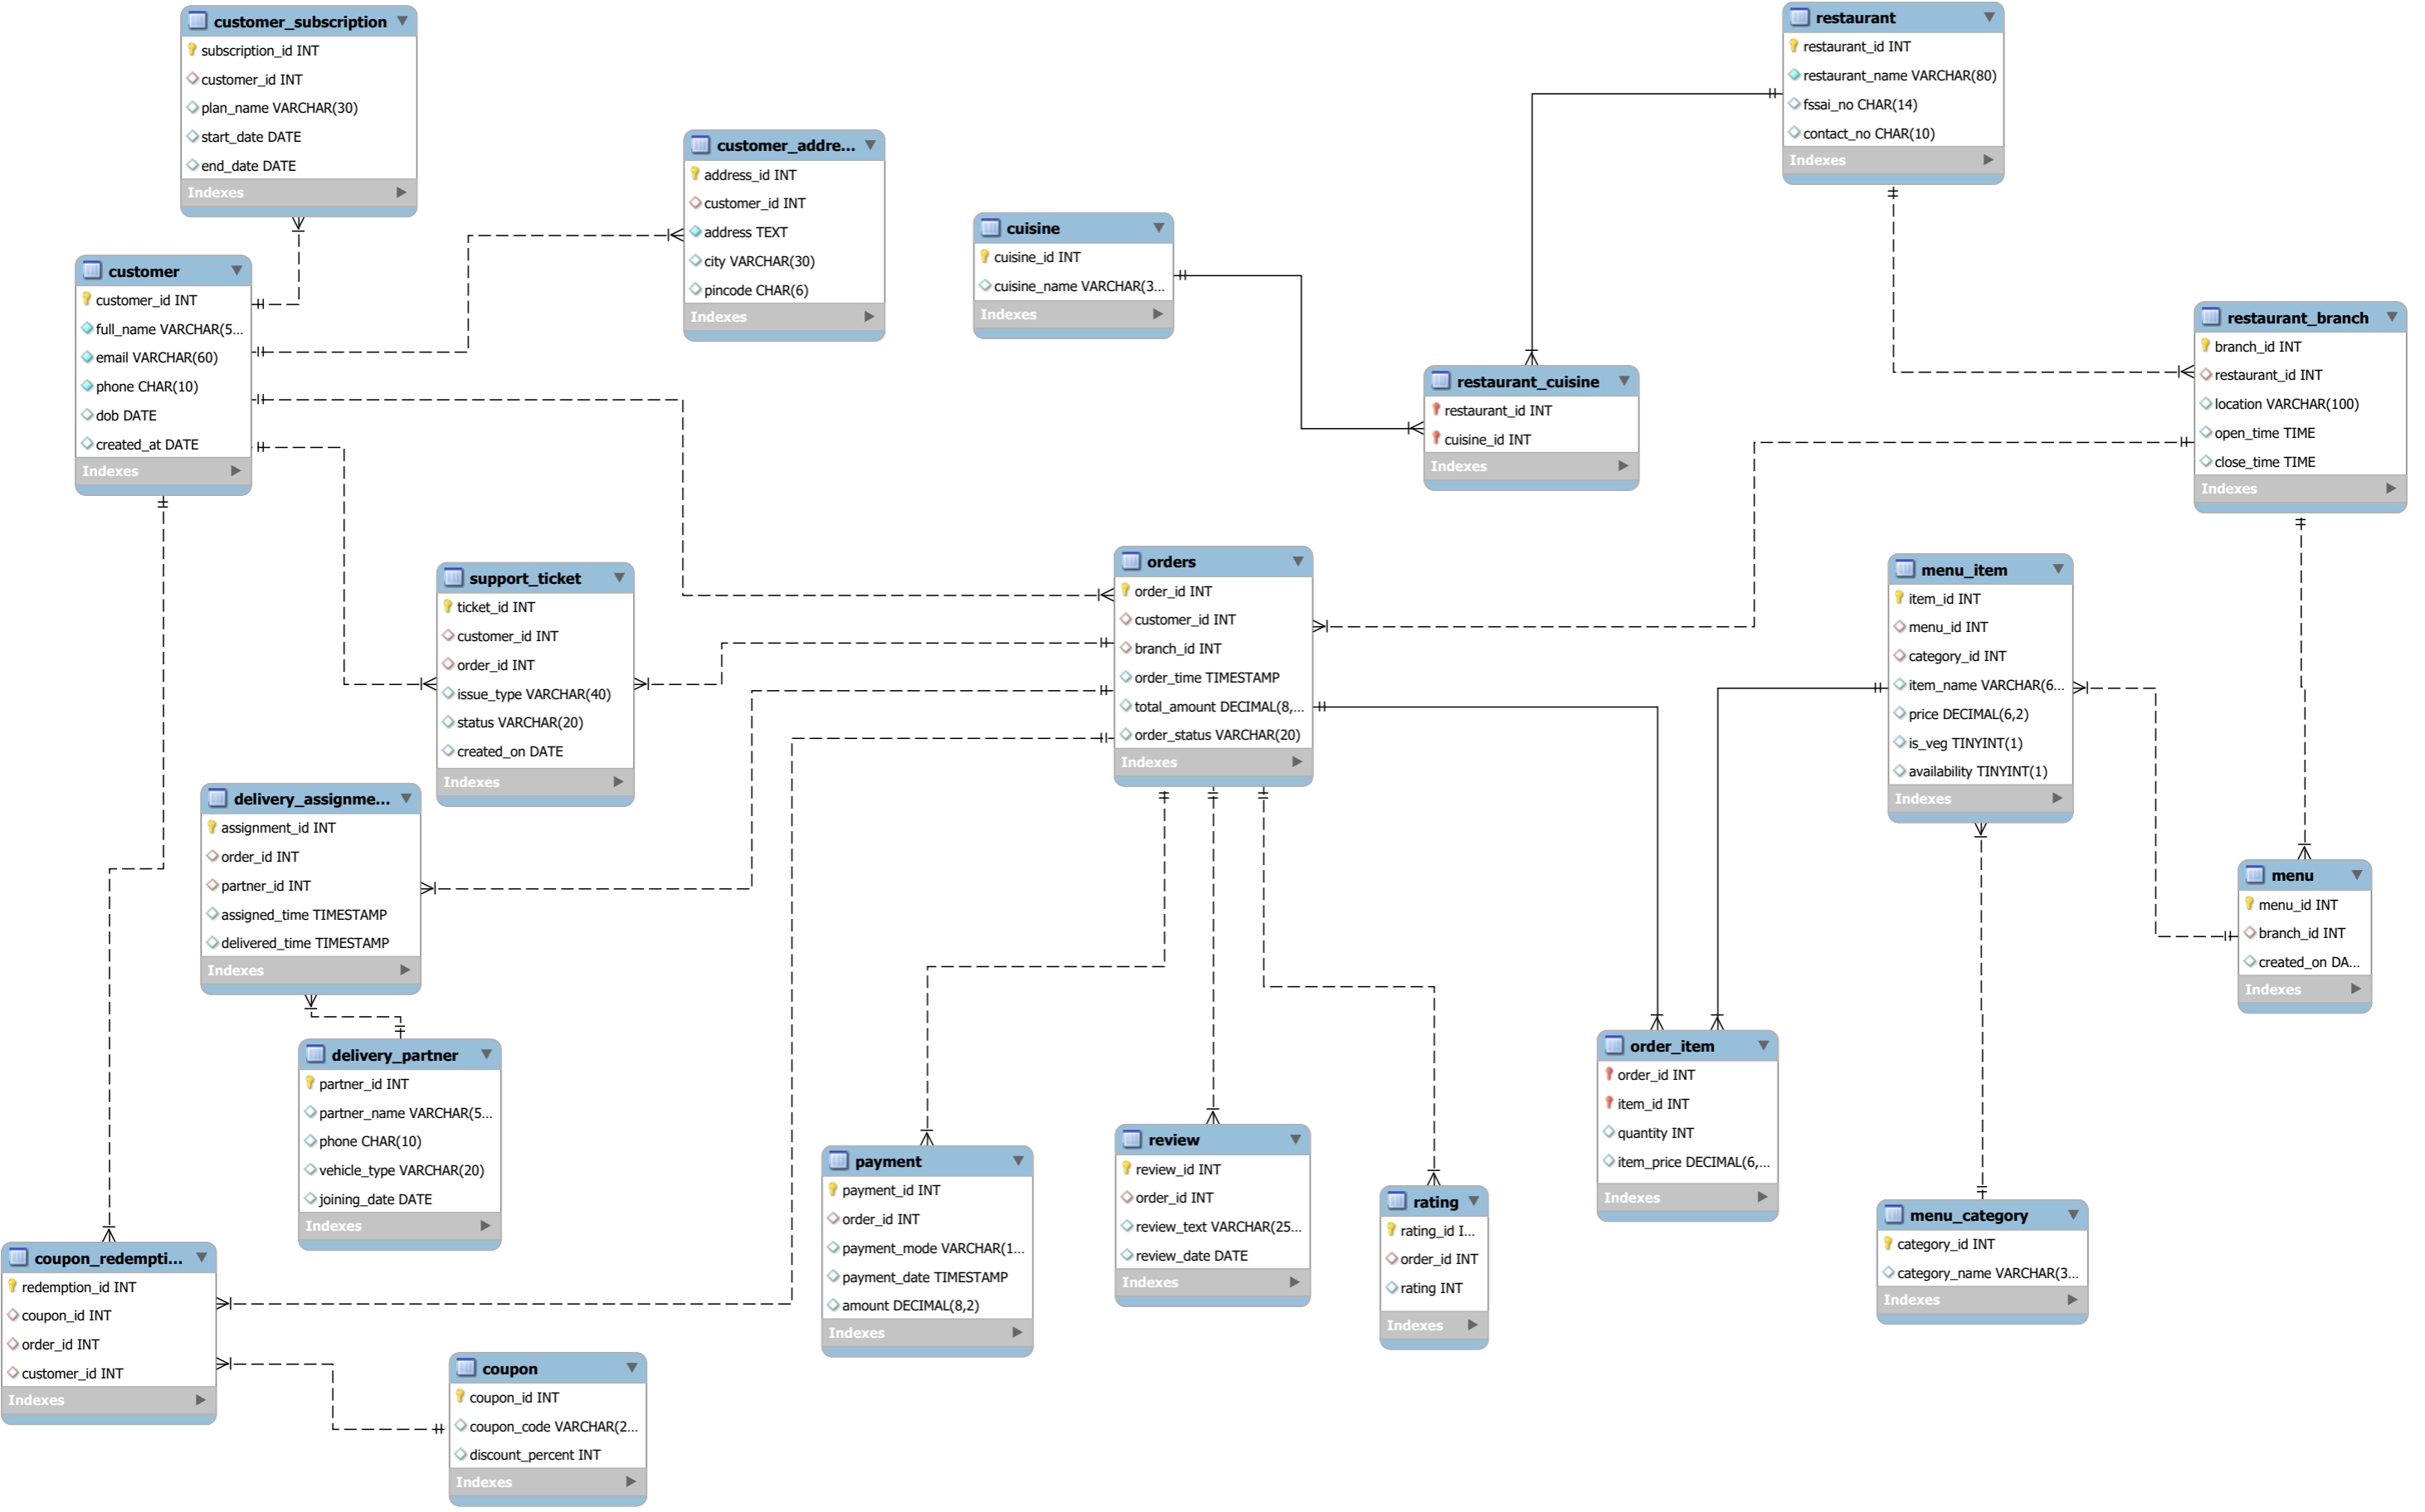 customer_subscription
subscription_id INT
customer_id INT
plan_name VARCHAR(30)
start_date DATE
end_date DATE
Indexes
customer
customer_id INT
full_name VARCHAR(5...
email VARCHAR(60)
phone CHAR(10)
dob DATE
created_at DATE
Indexes
customer_addre...
address_id INT
customer_id INT
address TEXT
city VARCHAR(30)
pincode CHAR(6)
Indexes
cuisine
cuisine_id INT
cuisine_name VARCHAR(3...
Indexes
restaurant
restaurant_id INT
restaurant_name VARCHAR(80)
fssai_no CHAR(14)
contact_no CHAR(10)
Indexes
restaurant_cuisine
restaurant_id INT
cuisine_id INT
Indexes
restaurant_branch
branch_id INT
restaurant_id INT
location VARCHAR(100)
open_time TIME
close_time TIME
Indexes
support_ticket
ticket_id INT
customer_id INT
order_id INT
issue_type VARCHAR(40)
status VARCHAR(20)
created_on DATE
Indexes
orders
order_id INT
customer_id INT
branch_id INT
order_time TIMESTAMP
total_amount DECIMAL(8,...
order_status VARCHAR(20)
Indexes
menu_item
item_id INT
menu_id INT
category_id INT
item_name VARCHAR(6...
price DECIMAL(6,2)
is_veg TINYINT(1)
availability TINYINT(1)
Indexes
delivery_assignme...
assignment_id INT
order_id INT
partner_id INT
assigned_time TIMESTAMP
delivered_time TIMESTAMP
Indexes
menu
menu_id INT
branch_id INT
created_on DA...
Indexes
delivery_partner
partner_id INT
partner_name VARCHAR(5...
phone CHAR(10)
vehicle_type VARCHAR(20)
joining_date DATE
Indexes
payment
payment_id INT
order_id INT
payment_mode VARCHAR(1...
payment_date TIMESTAMP
amount DECIMAL(8,2)
Indexes
review
review_id INT
order_id INT
review_text VARCHAR(25...
review_date DATE
Indexes
rating
rating_id I...
order_id INT
rating INT
Indexes
order_item
order_id INT
item_id INT
quantity INT
item_price DECIMAL(6,...
Indexes
menu_category
category_id INT
category_name VARCHAR(3...
Indexes
coupon_redempti...
redemption_id INT
coupon_id INT
order_id INT
customer_id INT
Indexes
coupon
coupon_id INT
coupon_code VARCHAR(2...
discount_percent INT
Indexes